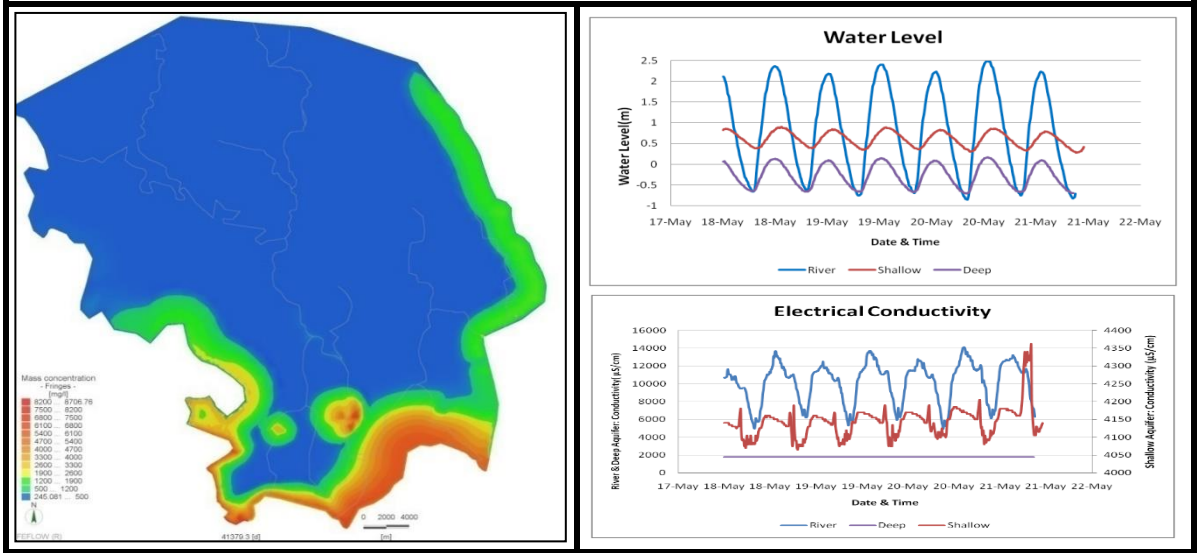 Mass concentration
- Fringes -
[mg/l]
8200 ... 8706.76
7500 ... 8200
6800 ... 7500
6100 ... 6800
5400 ... 6100
4700 ... 5400
4000 ... 4700
3300 ... 4000
2600 ... 3300
1900 ... 2600
1200 ... 1900
500 ... 1200
245.081 ... 500
N
0 2000 4000
FEFLOW (R)
41379.3 [d]
[m]
Water Level
Water Level(m)
2.5
2
1.5
1
0.5
0
-0.5
-1
17-May 18-May 18-May 19-May 19-May 20-May 20-May 21-May 21-May 22-May
Date & Time
River Shallow Deep
Electrical Conductivity
River & Deep Aquifer: Conductivity( µS/cm)
16000
14000
12000
10000
8000
6000
4000
2000
0
4400
4350
4300
4250
4200
4150
4100
4050
4000
Shallow Aquifer: Conductivity (µS/cm)
17-May 18-May 18-May 19-May 19-May 20-May 20-May 21-May 21-May 22-May
Date & Time
River Deep Shallow